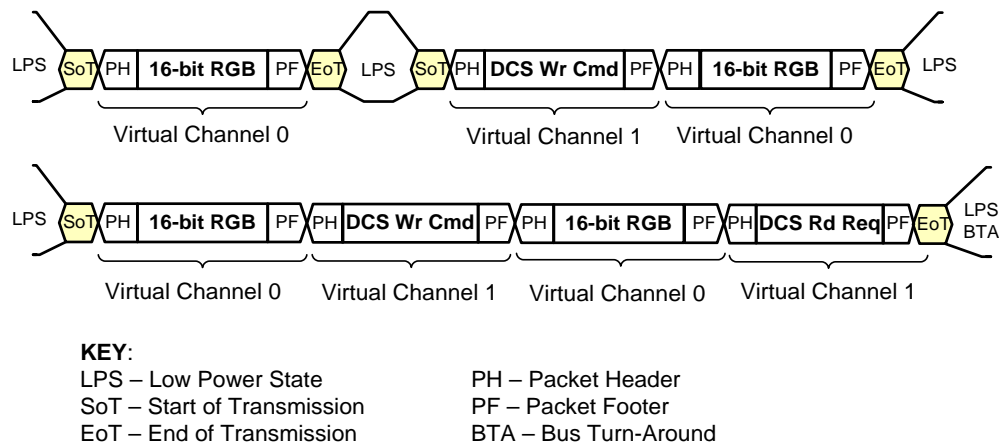 LPS SoT PH 16-bit RGB PF EoT LPS SoT PH DCS Wr Cmd PF PH 16-bit RGB PF EoT LPS
Virtual Channel 0 Virtual Channel 1 Virtual Channel 0
LPS SoT PH 16-bit RGB PF PH DCS Wr Cmd PF PH 16-bit RGB PF PH DCS Rd Req PF EoT LPS
BTA
Virtual Channel 0 Virtual Channel 1 Virtual Channel 0 Virtual Channel 1
KEY:
LPS – Low Power State PH – Packet Header
SoT – Start of Transmission PF – Packet Footer
EoT – End of Transmission BTA – Bus Turn-Around